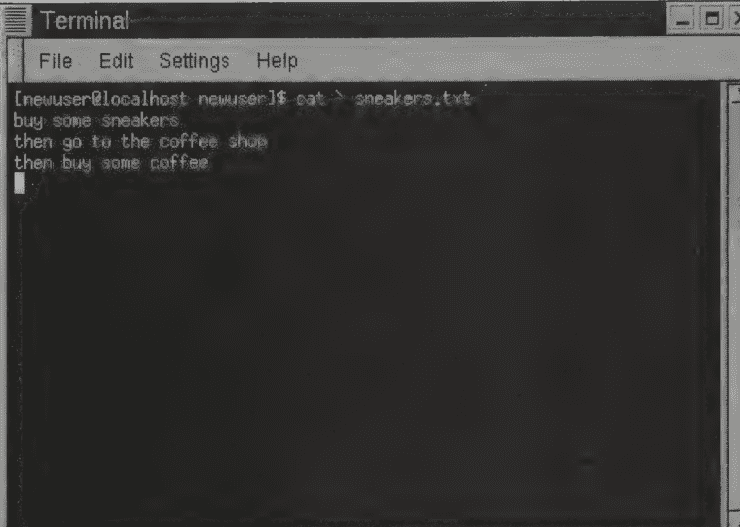 Terminal
File Edit Settings Help
[newuser@localhost newuser]$ cat > sneakers.txt
buy some sneakers
then go to the coffee shop
then buy some coffee